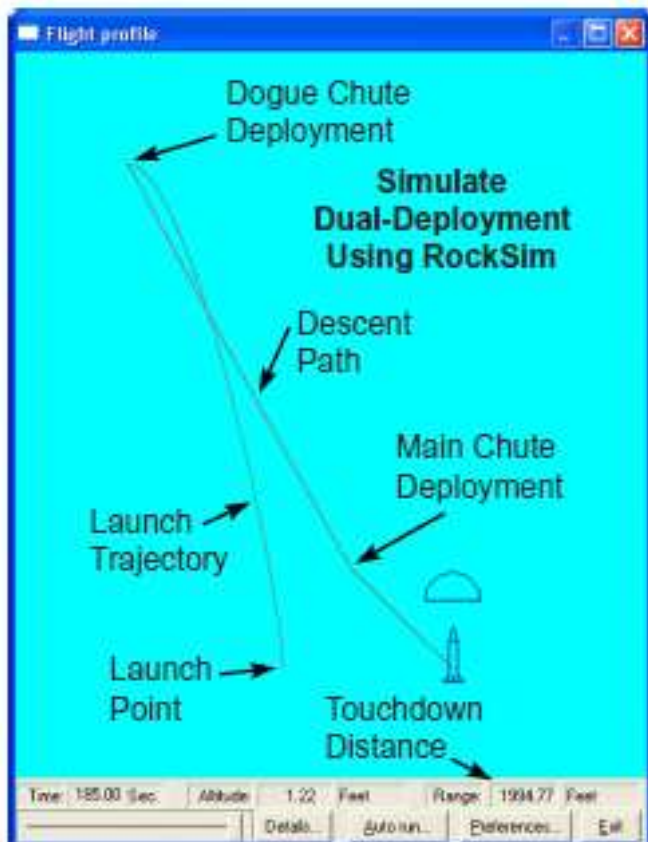 Flight profile
Dogue Chute
Deployment
Simulate
Dual-Deployment
Using RockSim
Descent
Path
Main Chute
Deployment
Launch
Trajectory
Launch
Point
Touchdown
Distance
Time: 185.00 Sec. Altitude: 1.22 Feet Range: 1994.77 Feet
Details... Auto run... Preferences... Exit